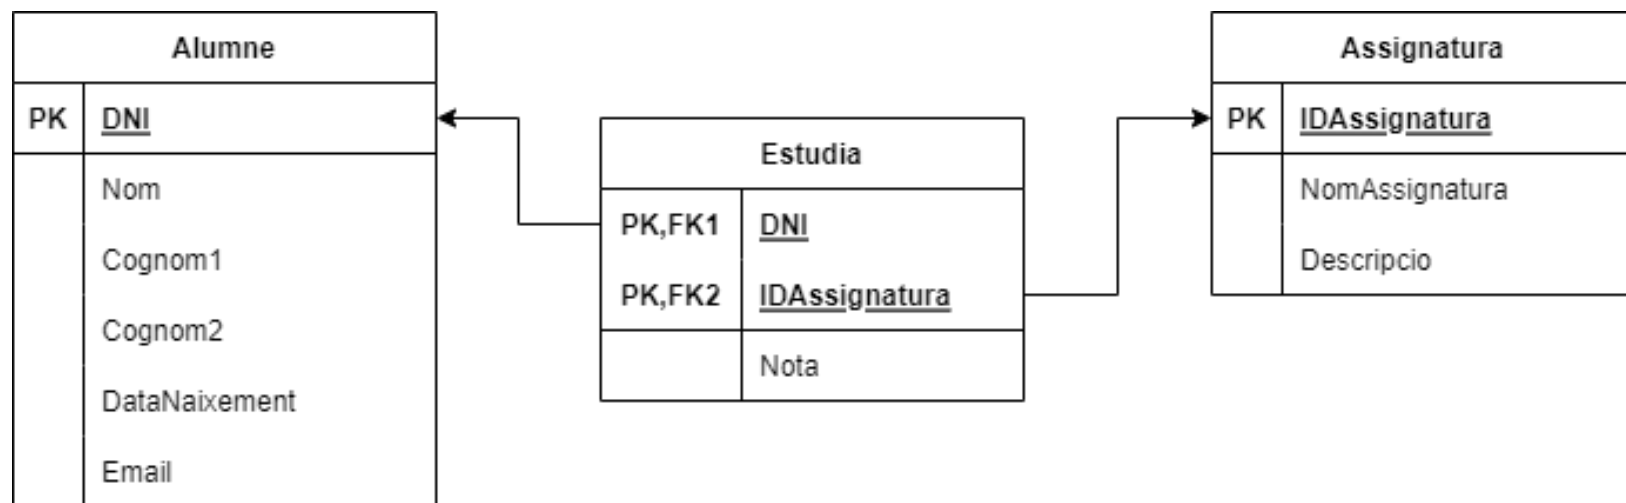 Alumne
PK DNI
Nom
Cognom1
Cognom2
DataNaixement
Email
Estudia
PK,FK1 DNI
PK,FK2 IDAssignatura
Nota
Assignatura
PK IDAssignatura
NomAssignatura
Descripcio